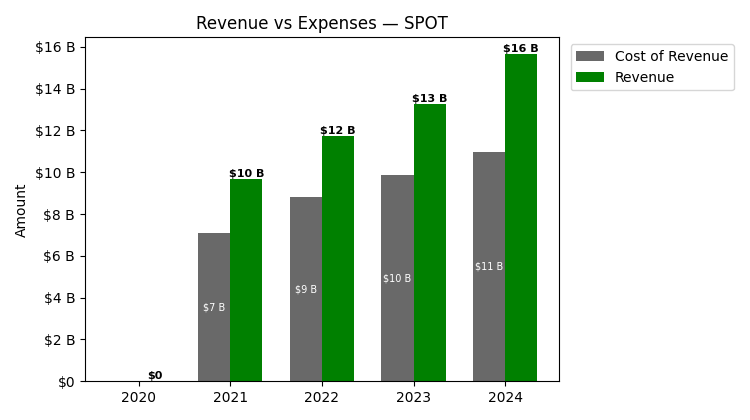 Revenue vs Expenses — SPOT
Cost of Revenue
Revenue
Amount
$16 B
$14 B
$12 B
$10 B
$8 B
$6 B
$4 B
$2 B
$0
$0
$7 B
$10 B
$9 B
$12 B
$10 B
$13 B
$11 B
$16 B
2020
2021
2022
2023
2024